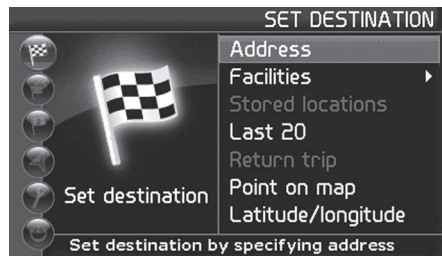 SET DESTINATION
Address
Facilities
Stored locations
Last 20
Return trip
Point on map
Latitude/longitude
Set destination
Set destination by specifying address